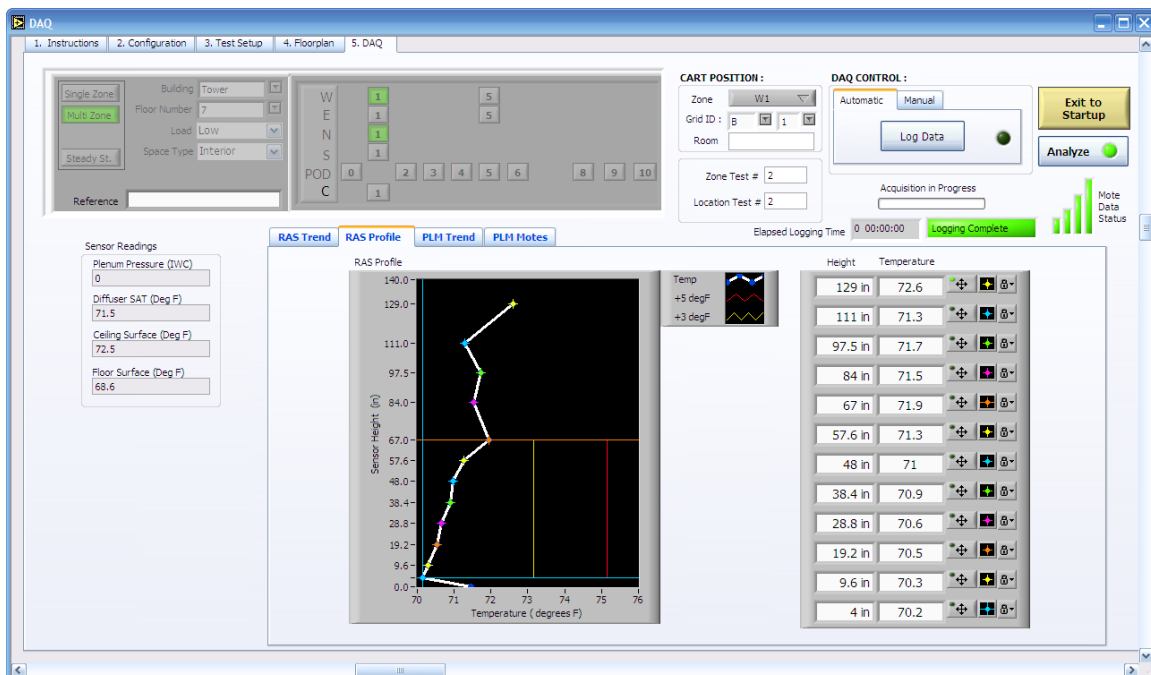 DAQ
1. Instructions 2. Configuration 3. Test Setup 4. Floorplan 5. DAQ
Single Zone
Multi Zone
Steady St.
Building Tower
Floor Number 7
Load Low
Space Type Interior
Reference
W 1 5
E 1 5
N 1
S 1
POD 0 2 3 4 5 6 8 9 10
C 1
CART POSITION :
Zone W1
Grid ID : B 1
Room
Zone Test # 2
Location Test # 2
DAQ CONTROL :
Automatic Manual
Log Data
Exit to
Startup
Analyze
Acquisition in Progress
Elapsed Logging Time 0 00:00:00 Logging Complete
Mote
Data
Status
Sensor Readings
Plenum Pressure (IWC)
0
Diffuser SAT (Deg F)
71.5
Ceiling Surface (Deg F)
72.5
Floor Surface (Deg F)
68.6
RAS Trend RAS Profile PLM Trend PLM Motes
RAS Profile
Sensor Height (in)
140.0
129.0
111.0
97.5
84.0
67.0
57.6
48.0
38.4
28.8
19.2
9.6
0.0
70 71 72 73 74 75 76
Temperature ( degrees F)
Temp
+5 degF
+3 degF
Height Temperature
129 in 72.6
111 in 71.3
97.5 in 71.7
84 in 71.5
67 in 71.9
57.6 in 71.3
48 in 71
38.4 in 70.9
28.8 in 70.6
19.2 in 70.5
9.6 in 70.3
4 in 70.2